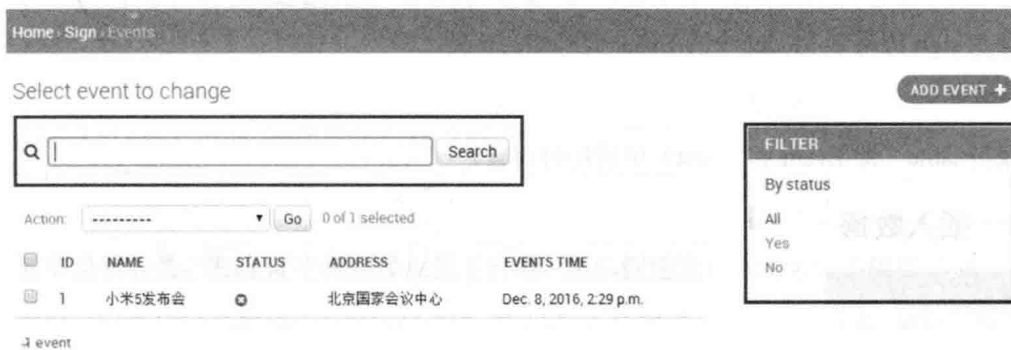 Home › Sign › Events
Select event to change
ADD EVENT +
Search
FILTER
By status
All
Yes
No
Action: --------- Go 0 of 1 selected
ID NAME STATUS ADDRESS EVENTS TIME
1 小米5发布会 北京国家会议中心 Dec. 8, 2016, 2:29 p.m.
1 event